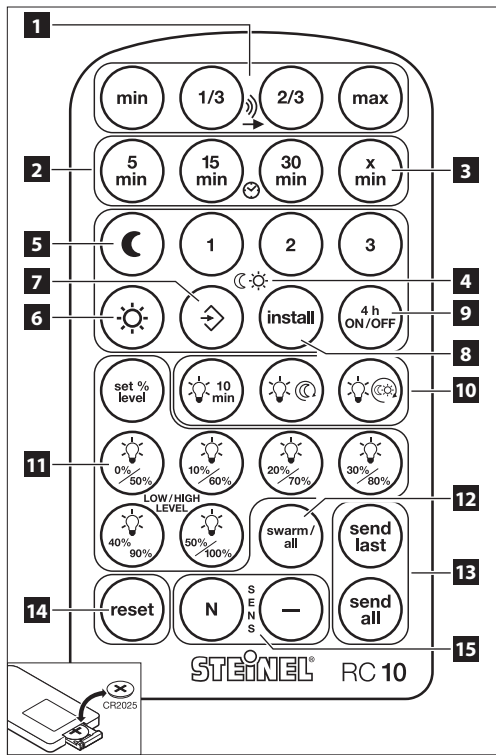 1
min 1/3 2/3 max
2
5 min
15 min
30 min
x min
3
5
1 2 3
4
7
6
install
4 h ON/OFF
9
8
set % level
10 min
10
11
0%/50%
10%/60%
20%/70%
30%/80%
LOW/HIGH
LEVEL
40%/90%
50%/100%
12
swarm/
all
send
last
13
14
reset
N
SENS
–
send
all
15
STEINEL® RC 10
CR2025